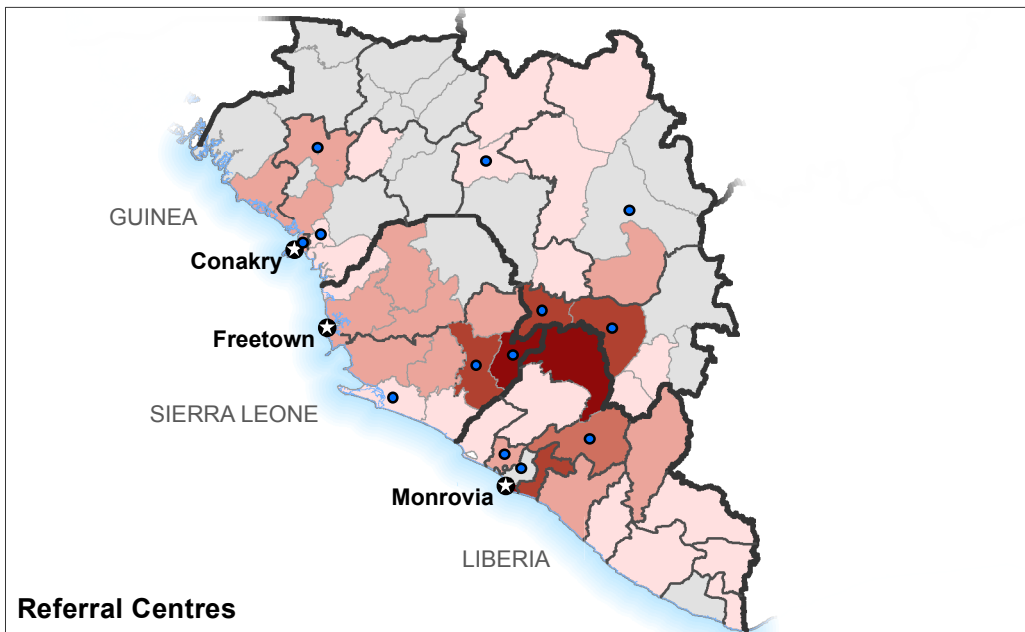 GUINEA
Conakry
Freetown
SIERRA LEONE
Monrovia
LIBERIA
Referral Centres